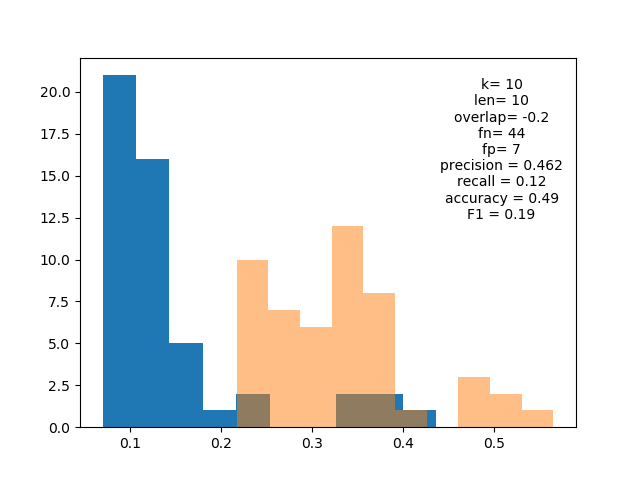 k= 10
len= 10
overlap= -0.2
fn= 44
fp= 7
precision = 0.462
recall = 0.12
accuracy = 0.49
F1 = 0.19
20.0
17.5
15.0
12.5
10.0
7.5
5.0
2.5
0.0
0.1 0.2 0.3 0.4 0.5